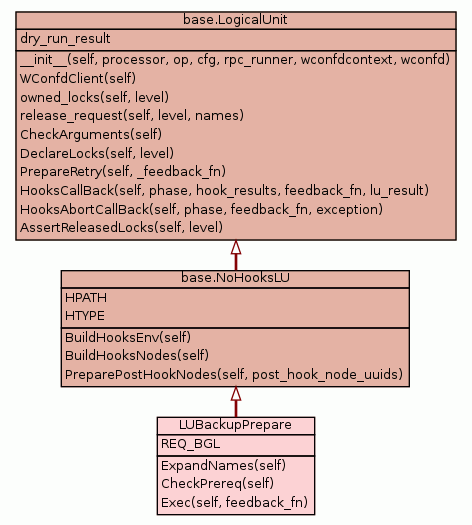 base.LogicalUnit
dry_run_result
__init__(self, processor, op, cfg, rpc_runner, wconfdcontext, wconfd)
WConfdClient(self)
owned_locks(self, level)
release_request(self, level, names)
CheckArguments(self)
DeclareLocks(self, level)
PrepareRetry(self, _feedback_fn)
HooksCallBack(self, phase, hook_results, feedback_fn, lu_result)
HooksAbortCallBack(self, phase, feedback_fn, exception)
AssertReleasedLocks(self, level)
base.NoHooksLU
HPATH
HTYPE
BuildHooksEnv(self)
BuildHooksNodes(self)
PreparePostHookNodes(self, post_hook_node_uuids)
LUBackupPrepare
REQ_BGL
ExpandNames(self)
CheckPrereq(self)
Exec(self, feedback_fn)